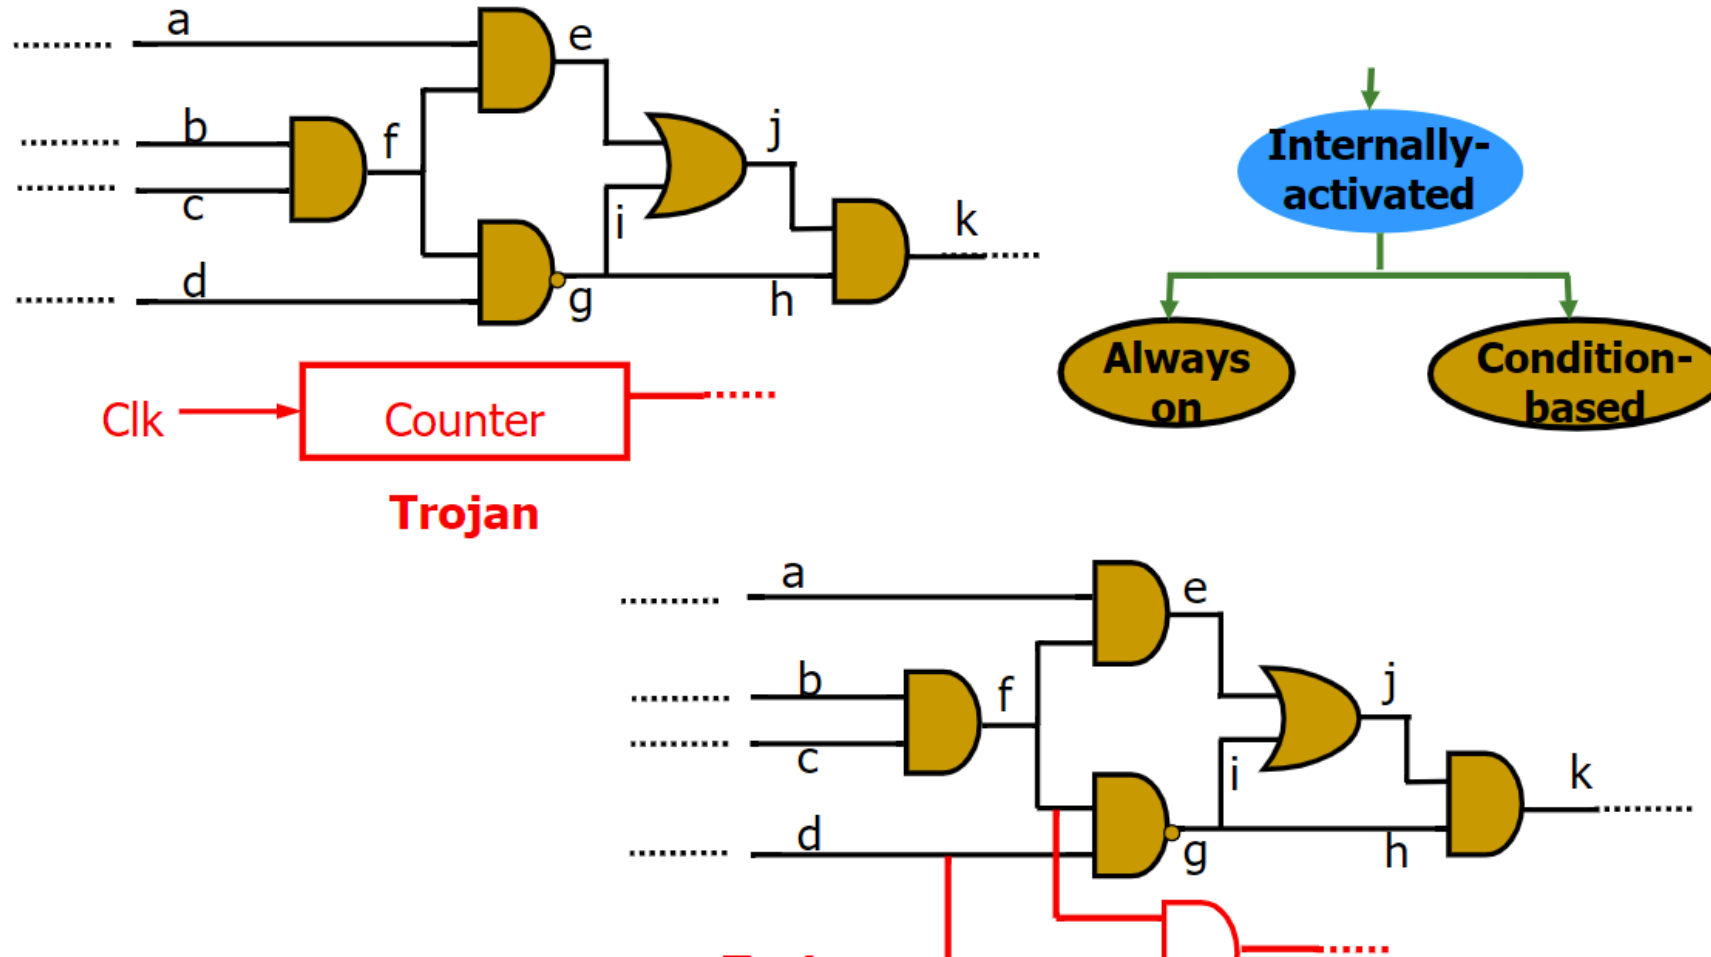 a
e
b
f
j
c
i
k
d
g
h
Internally-
activated
Always
on
Condition-
based
Clk
Counter
Trojan
a
e
b
f
j
c
i
k
d
g
h